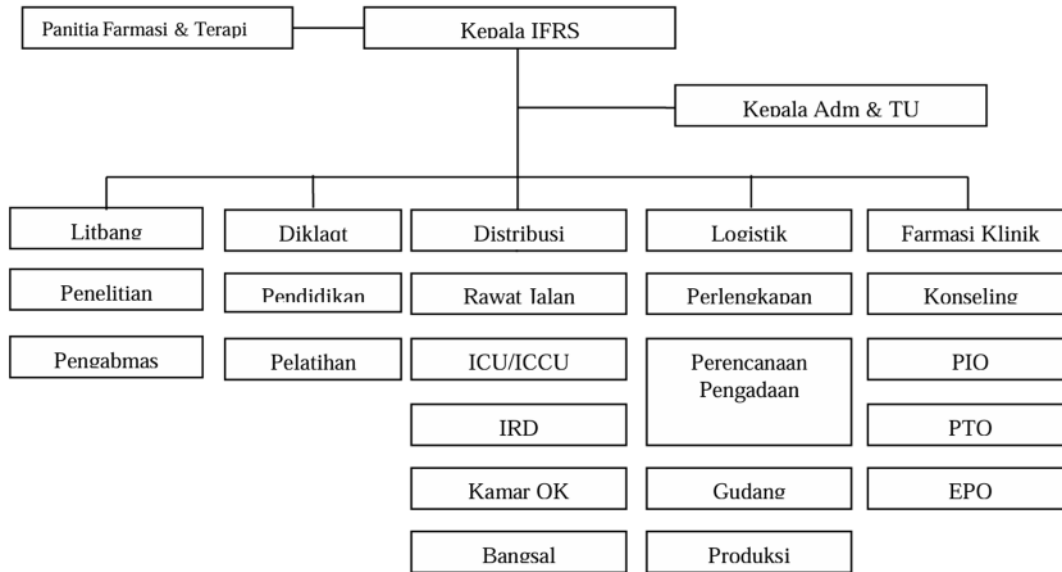 Panitia Farmasi & Terapi
Kepala IFRS
Kepala Adm & TU
Litbang
Diklat
Distribusi
Logistik
Farmasi Klinik
Penelitian
Pendidikan
Rawat Jalan
Perlengkapan
Konseling
Pengabmas
Pelatihan
ICU/ICCU
Perencanaan
Pengadaan
PIO
IRD
PTO
Kamar OK
Gudang
EPO
Bangsal
Produksi